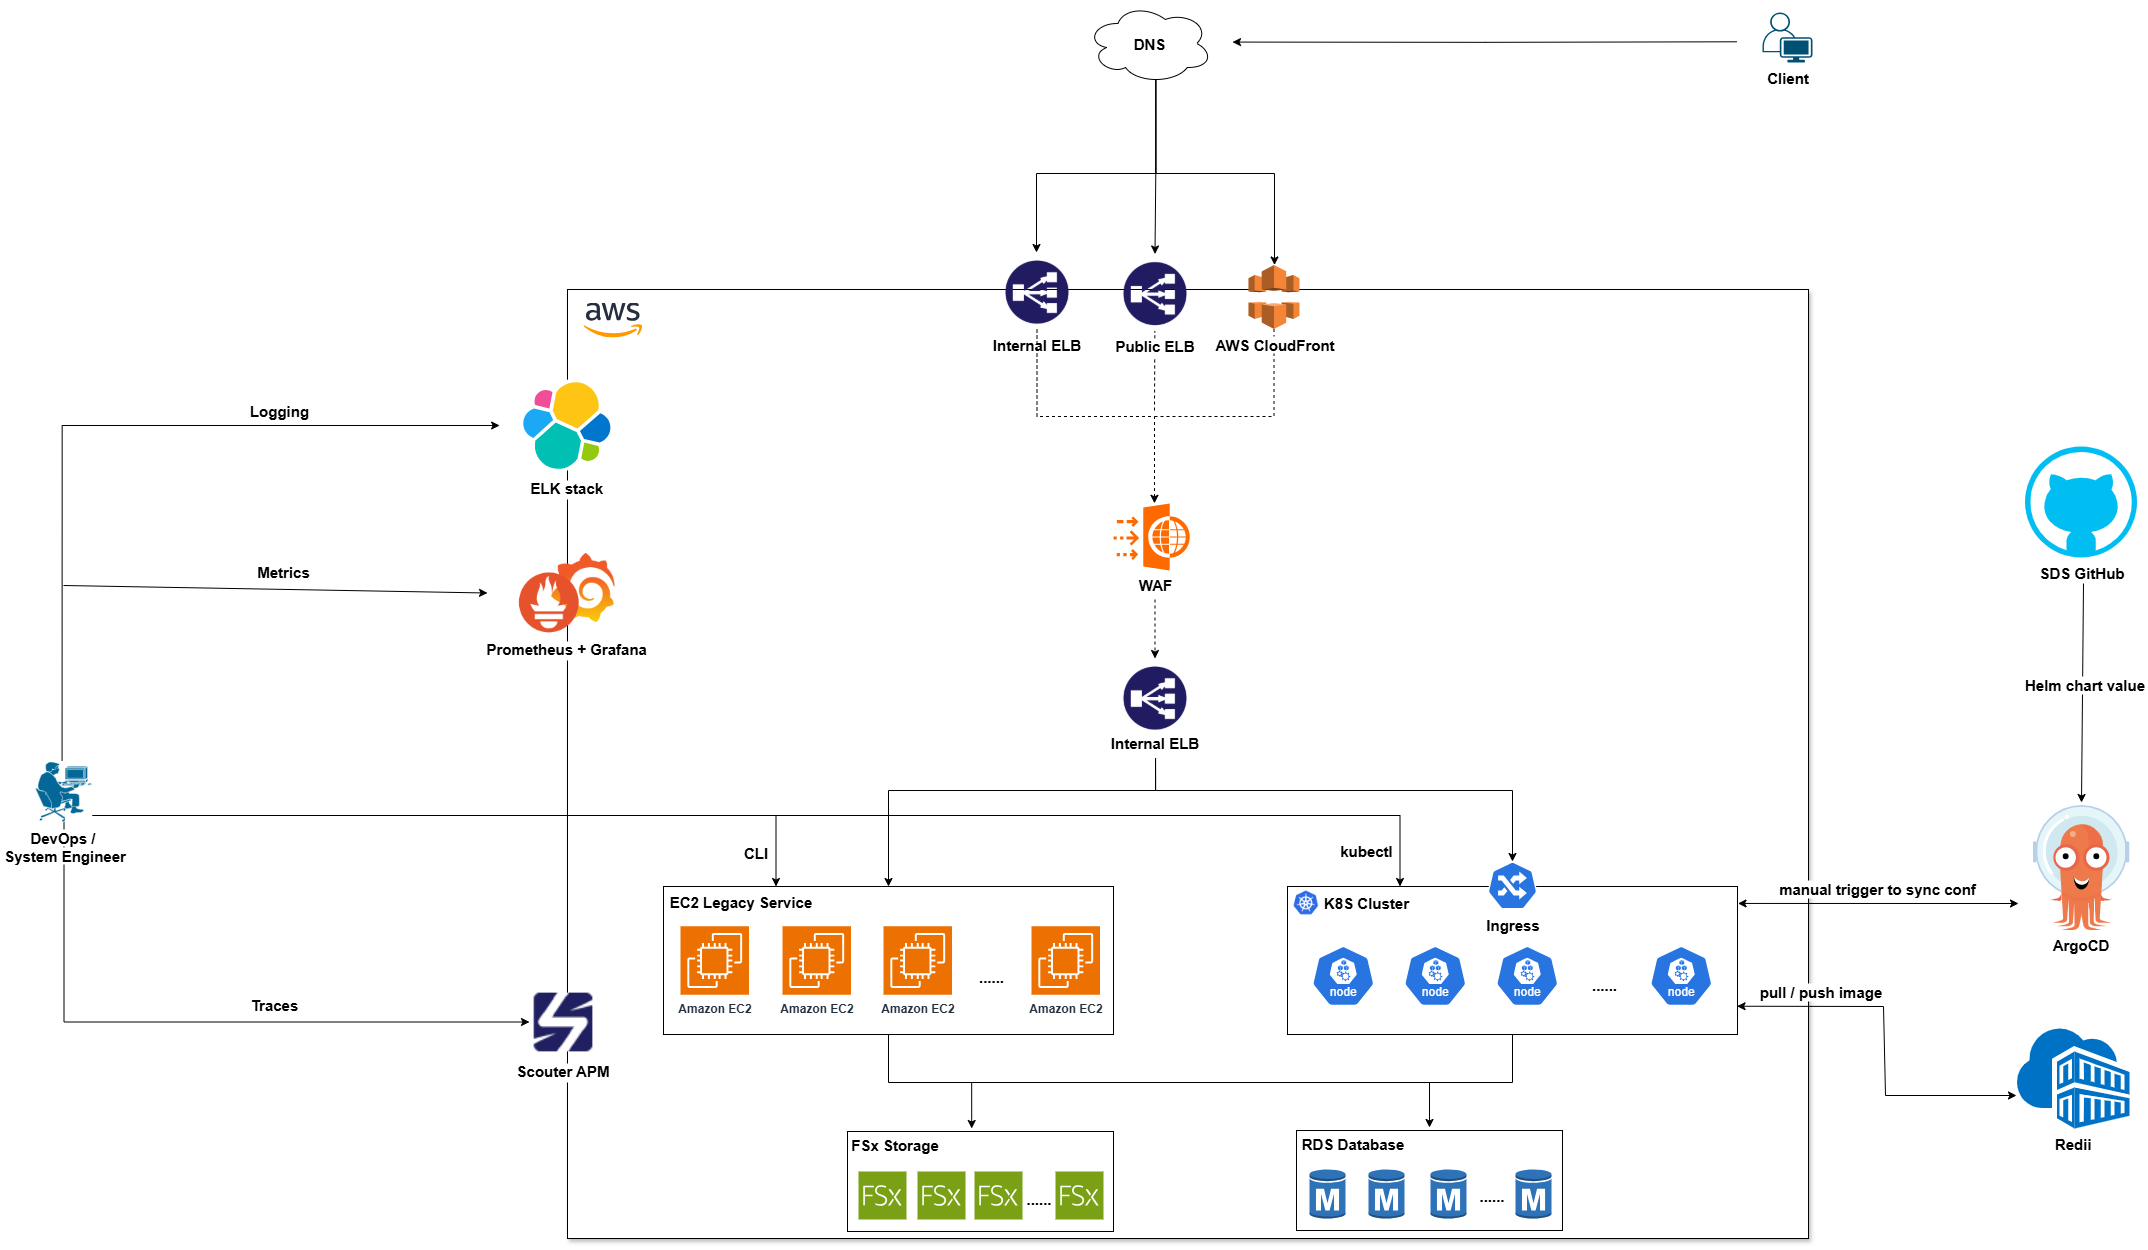 DNS
Client
aws
Internal ELB
Public ELB
AWS CloudFront
Logging
ELK stack
Metrics
Prometheus + Grafana
WAF
SDS GitHub
Helm chart value
Internal ELB
DevOps /
System Engineer
CLI
kubectl
EC2 Legacy Service
Amazon EC2
Amazon EC2
Amazon EC2
......
Amazon EC2
K8S Cluster
Ingress
node
node
node
......
node
manual trigger to sync conf
ArgoCD
pull / push image
Redii
Traces
Scouter APM
FSx Storage
FSx
FSx
FSx
......
FSx
RDS Database
M
M
M
......
M